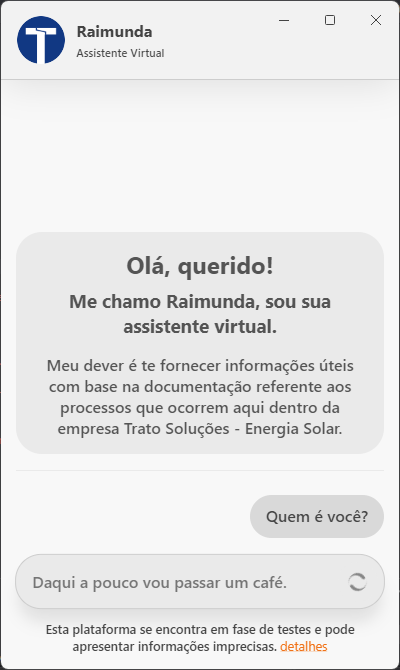 Raimunda
Assistente Virtual
Olá, querido!
Me chamo Raimunda, sou sua
assistente virtual.
Meu dever é te fornecer informações úteis
com base na documentação referente aos
processos que ocorrem aqui dentro da
empresa Trato Soluções - Energia Solar.
Quem é você?
Daqui a pouco vou passar um café.
Esta plataforma se encontra em fase de testes e pode
apresentar informações imprecisas. detalhes